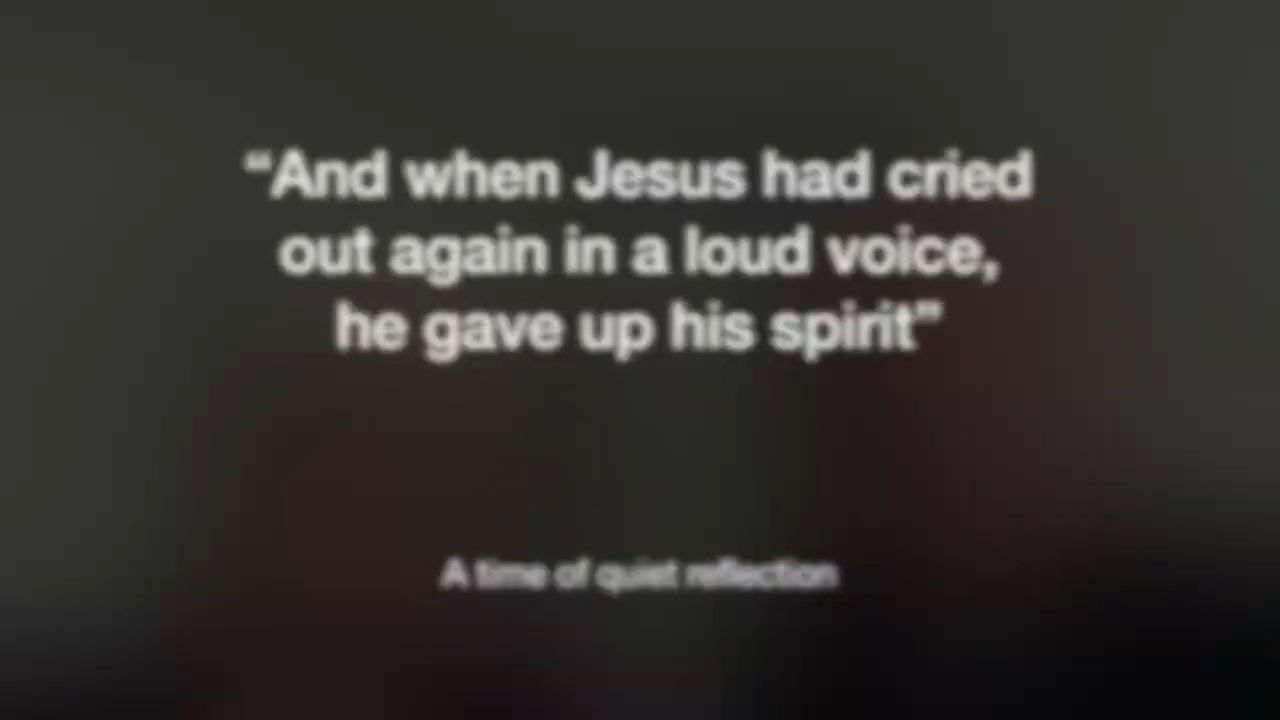 “And when Jesus had cried
out again in a loud voice,
he gave up his spirit”
A time of quiet reflection